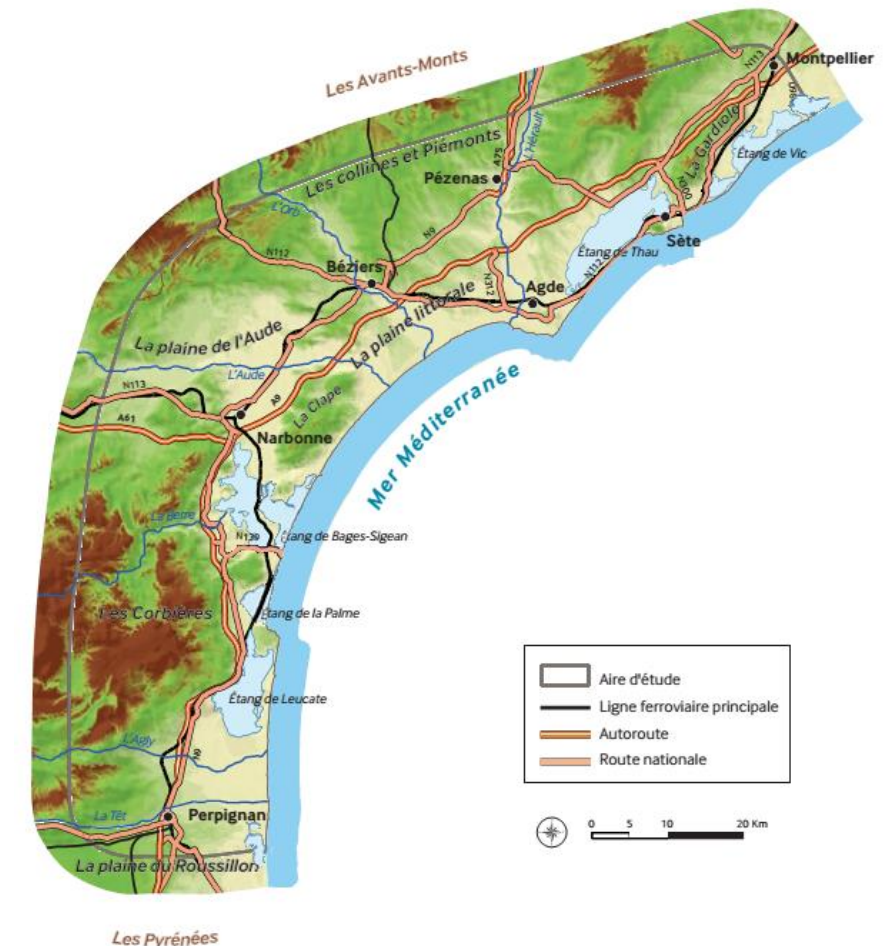 Les Avants-Monts
N113
Montpellier
D986
Les collines et Piémonts
A75
L'Hérault
La Gardiole
Étang de Vic
Pézenas
L'Orb
N9
Sète
N112
Étang de Thau
Béziers
N112
N312
Agde
La plaine littorale
La plaine de l'Aude
L'Aude
N113
A9
La Clape
A61
Narbonne
Mer Méditerranée
La Berre
N139
Étang de Bages-Sigean
Les Corbières
Étang de la Palme
Étang de Leucate
L'Agly
N9
La Têt
Perpignan
La plaine du Roussillon
Les Pyrénées
Aire d'étude
Ligne ferroviaire principale
Autoroute
Route nationale
0 5 10 20 Km